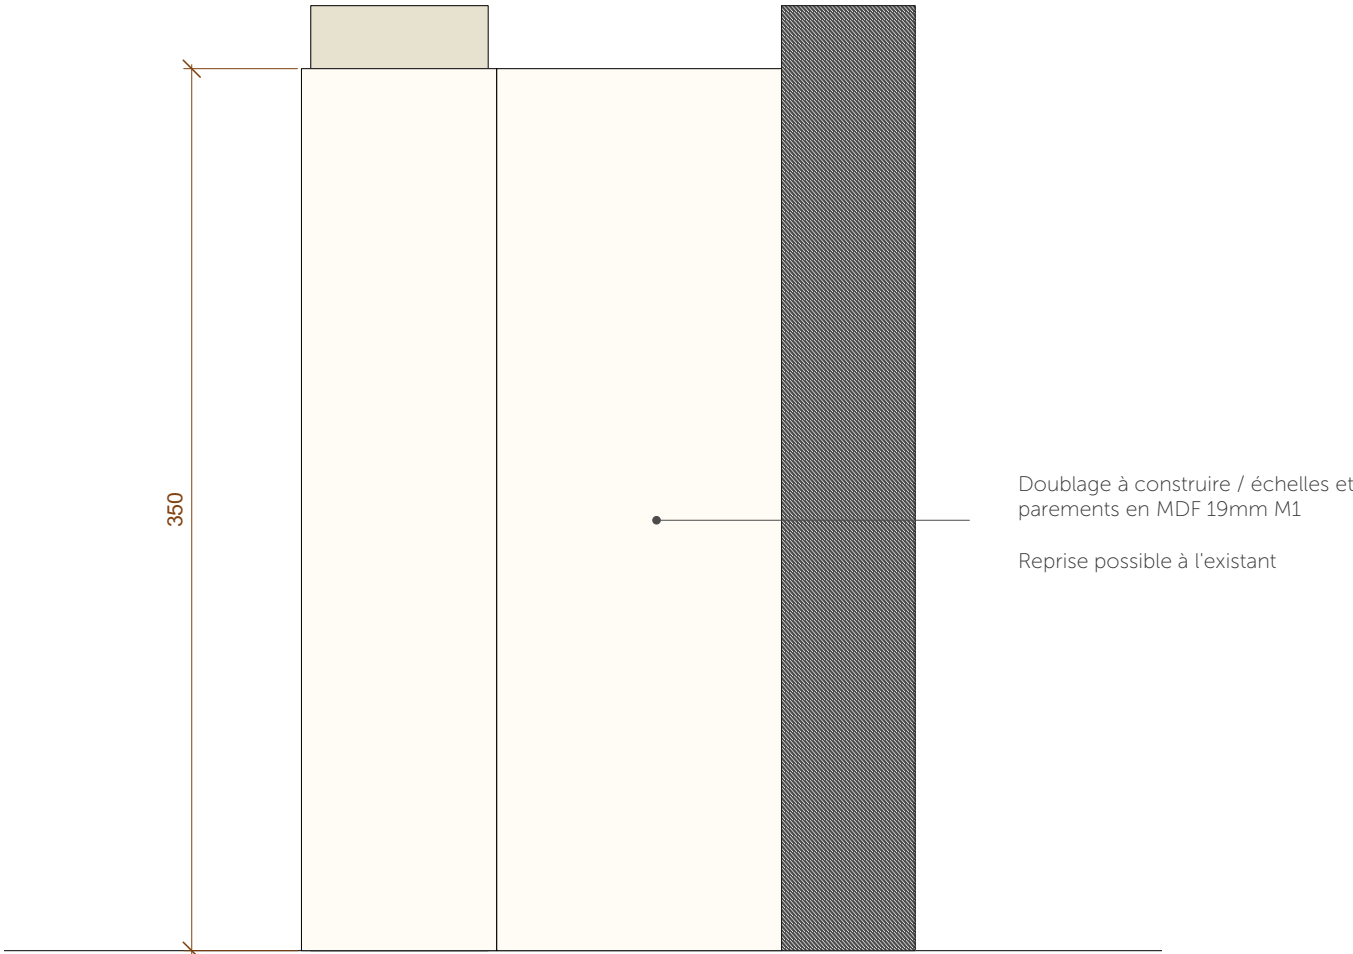 350
Doublage à construire / échelles et
parements en MDF 19mm M1
Reprise possible à l'existant